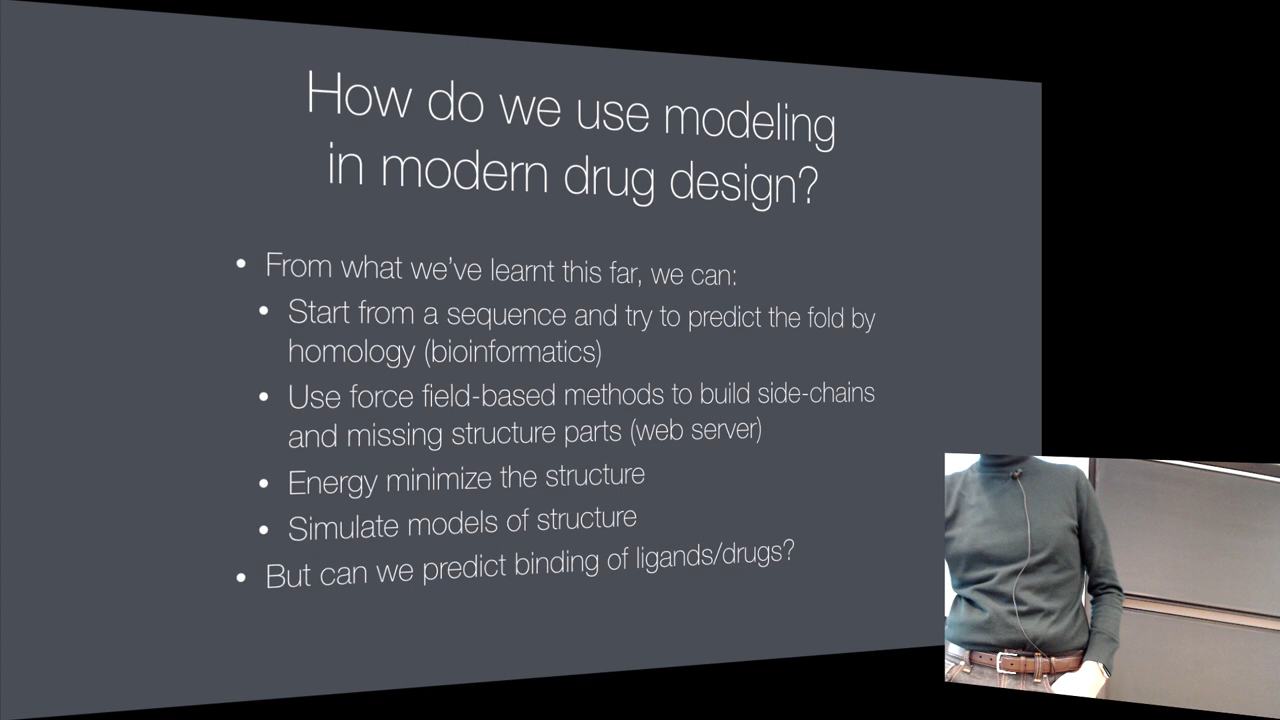 How do we use modeling
in modern drug design?
• From what we've learnt this far, we can:
• Start from a sequence and try to predict the fold by
homology (bioinformatics)
• Use force field-based methods to build side-chains
and missing structure parts (web server)
• Energy minimize the structure
• Simulate models of structure
• But can we predict binding of ligands/drugs?